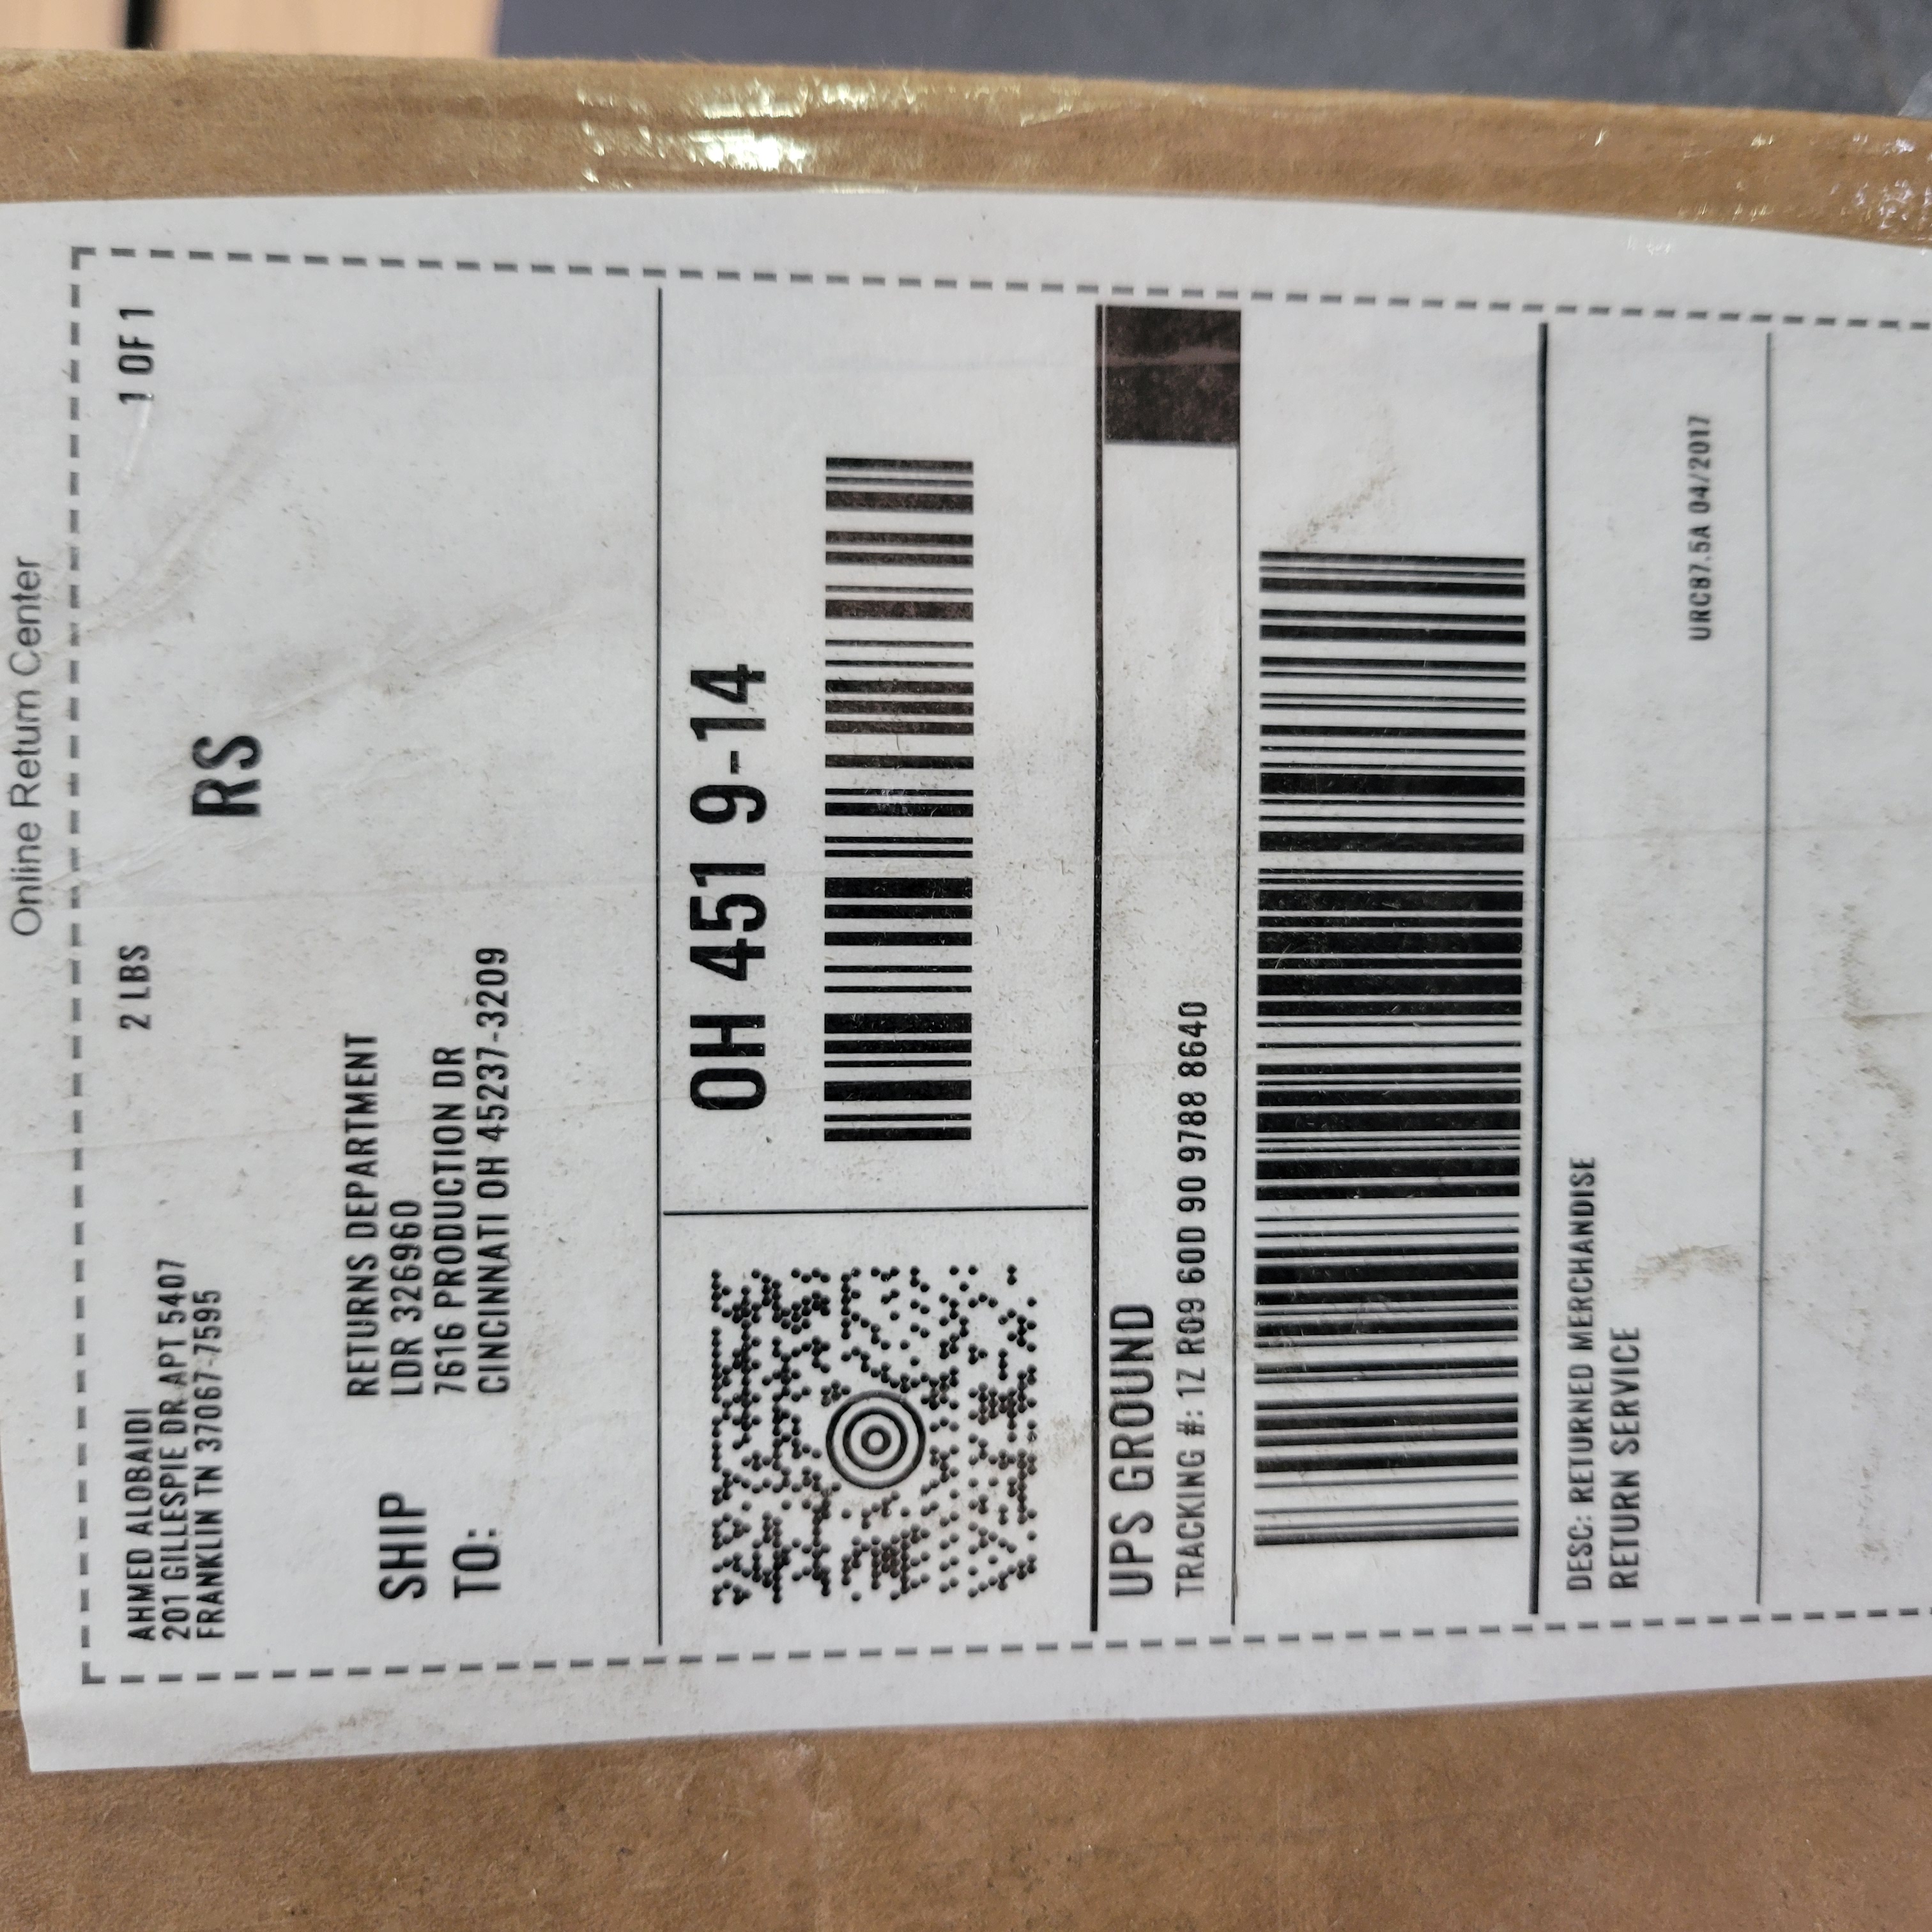 Online Return Center
AHMED ALOBAIDI
201 GILLESPIE DR APT 5407
FRANKLIN TN 37067-7595
2 LBS
1 OF 1
RS
SHIP
TO:
RETURNS DEPARTMENT
LDR 326960
7616 PRODUCTION DR
CINCINNATI OH 45237-3209
OH 451 9-14
UPS GROUND
TRACKING #: 1Z R09 60D 90 9788 8640
DESC: RETURNED MERCHANDISE
RETURN SERVICE
URC87.5A 04/2017